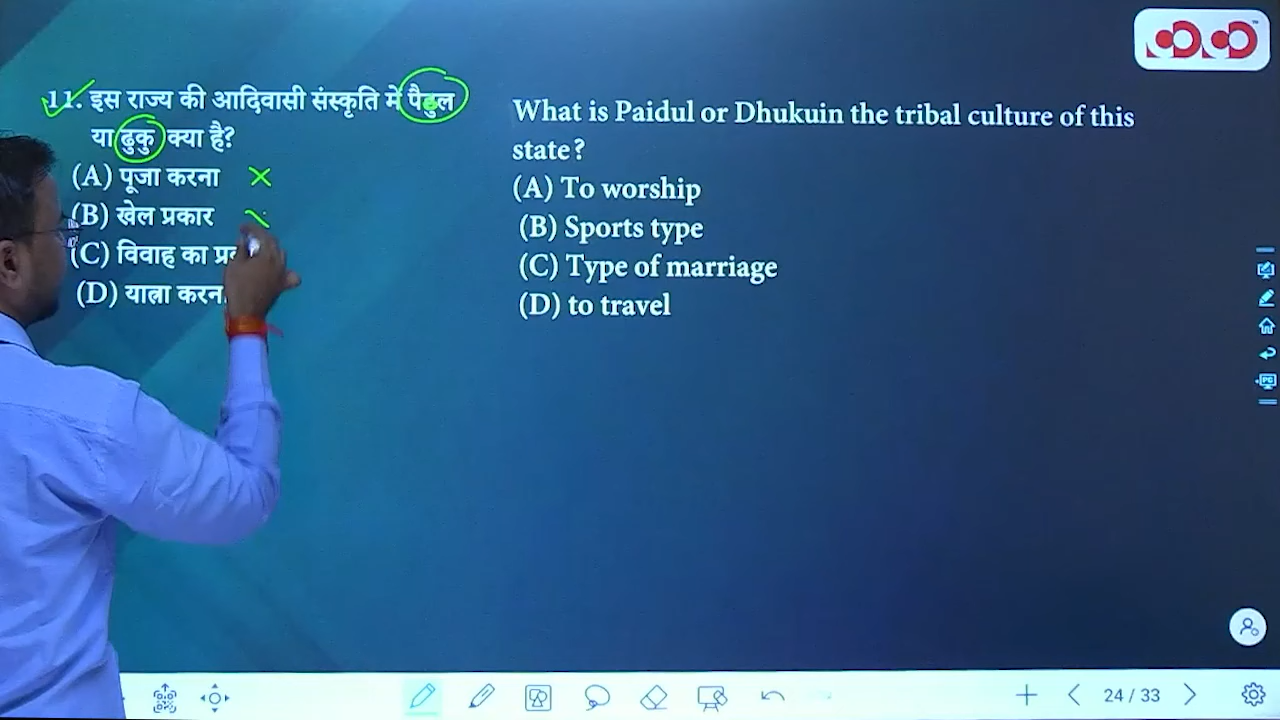 11. इस राज्य की आदिवासी संस्कृति में पैडुल
या ढुकु क्या है?
(A) पूजा करना
(B) खेल प्रकार
(C) विवाह का
(D) यात्रा
What is Paidul or Dhukuin the tribal culture of this
state?
(A) To worship
(B) Sports type
(C) Type of marriage
(D) to travel
24 / 33